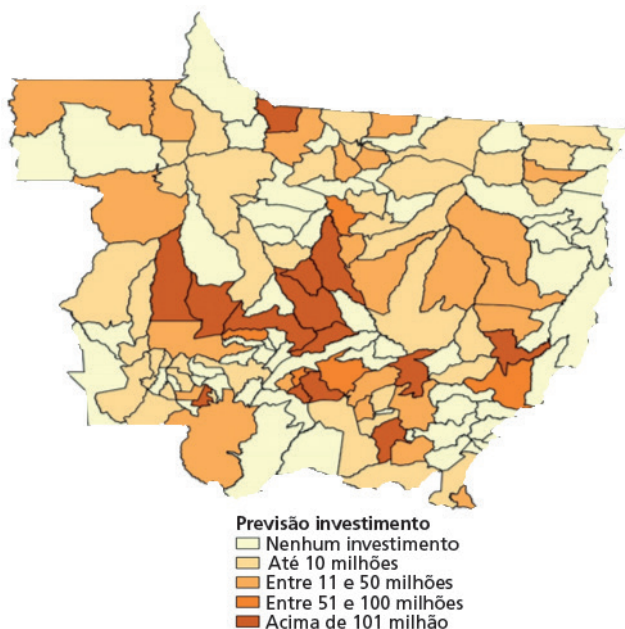 Previsão investimento
Nenhum investimento
Até 10 milhões
Entre 11 e 50 milhões
Entre 51 e 100 milhões
Acima de 101 milhão